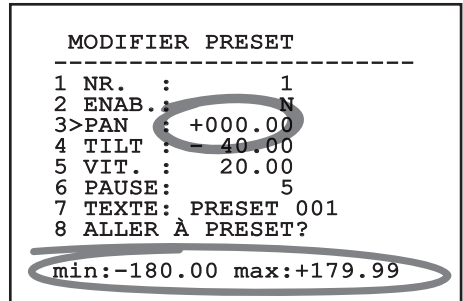 MODIFIER PRESET
------------------------
1 NR. : 1
2 ENAB.: N
3>PAN : +000.00
4 TILT : - 40.00
5 VIT. : 20.00
6 PAUSE: 5
7 TEXTE: PRESET 001
8 ALLER À PRESET?
min:-180.00 max:+179.99